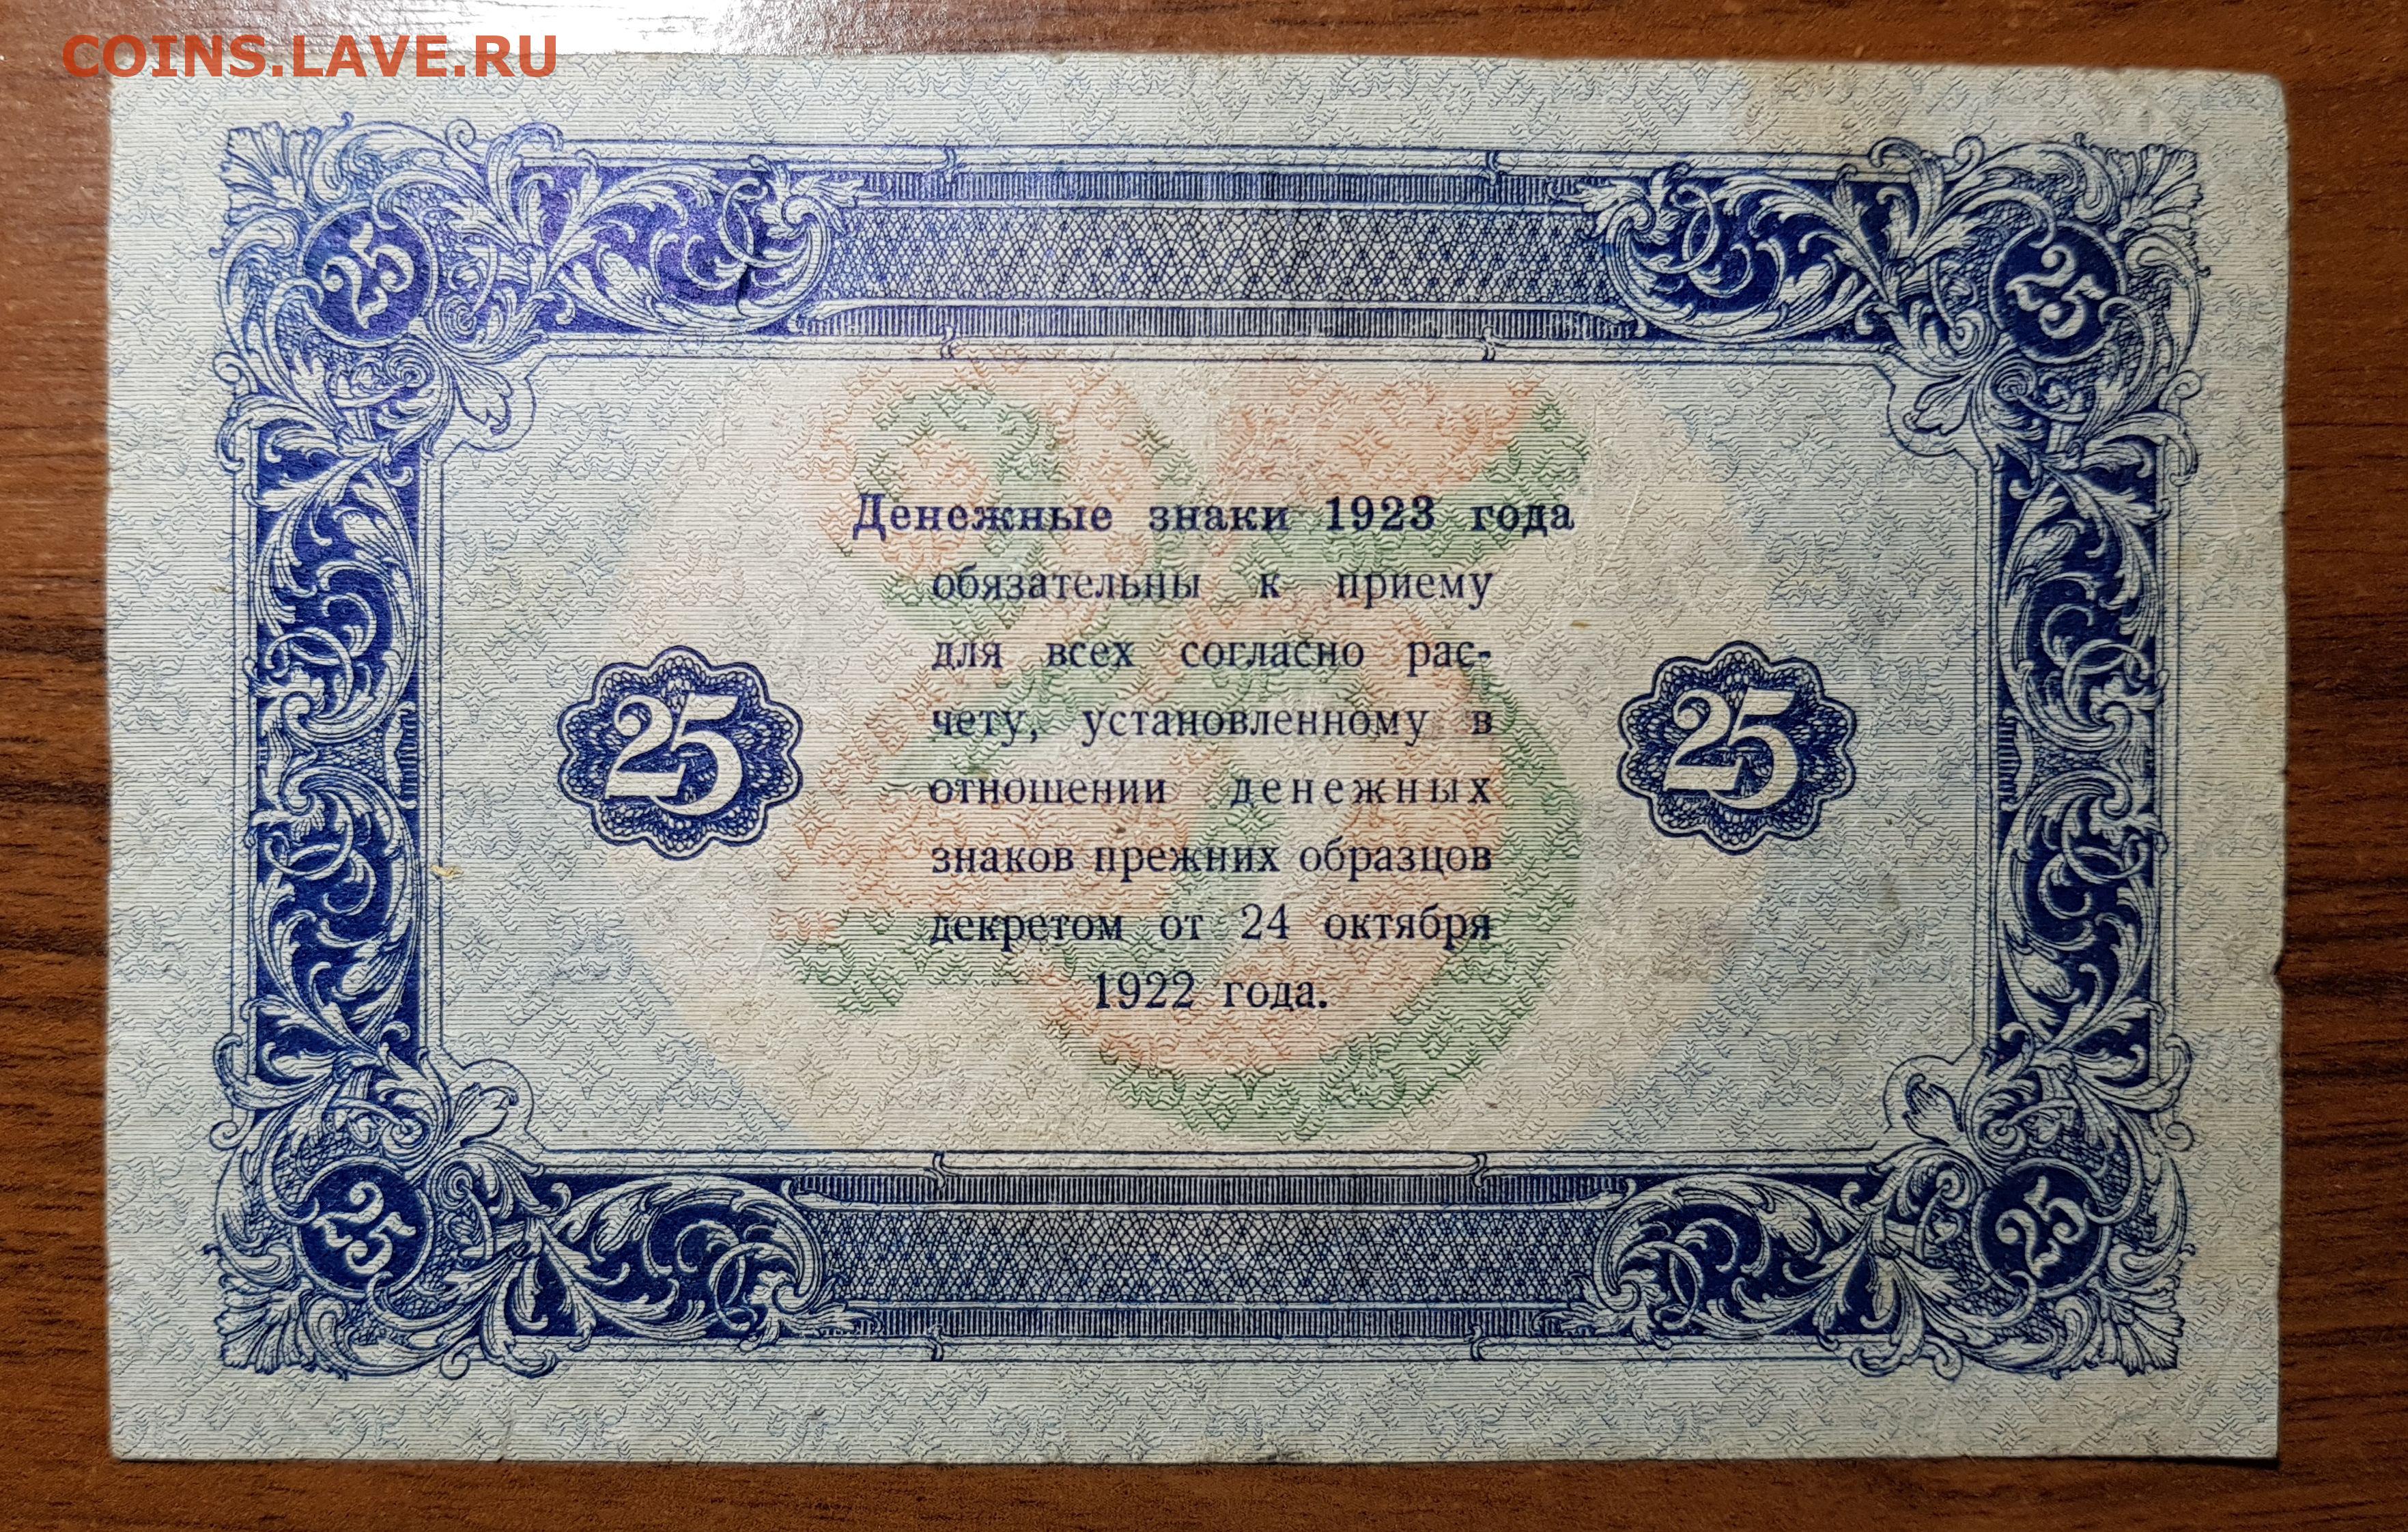 COINS.LAVE.RU
25
25
Денежные знаки 1923 года
обязательны к приему
для всех согласно рас-
чету, установленному в
отношении денежных
знаков прежних образцов
декретом от 24 октября
1922 года.
25
25
25
25